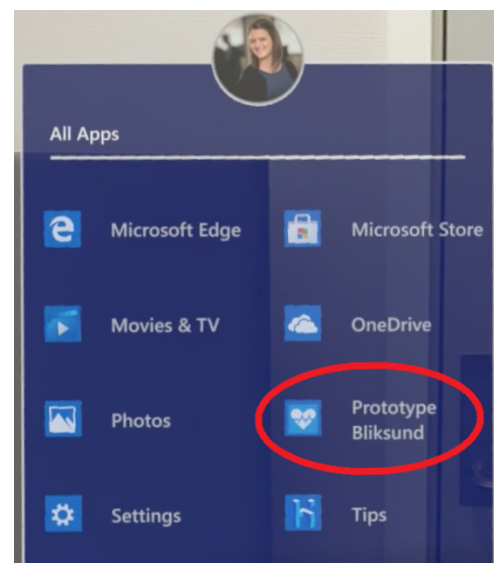 All Apps
Microsoft Edge
Microsoft Store
Movies & TV
OneDrive
Photos
Prototype
Bliksund
Settings
Tips